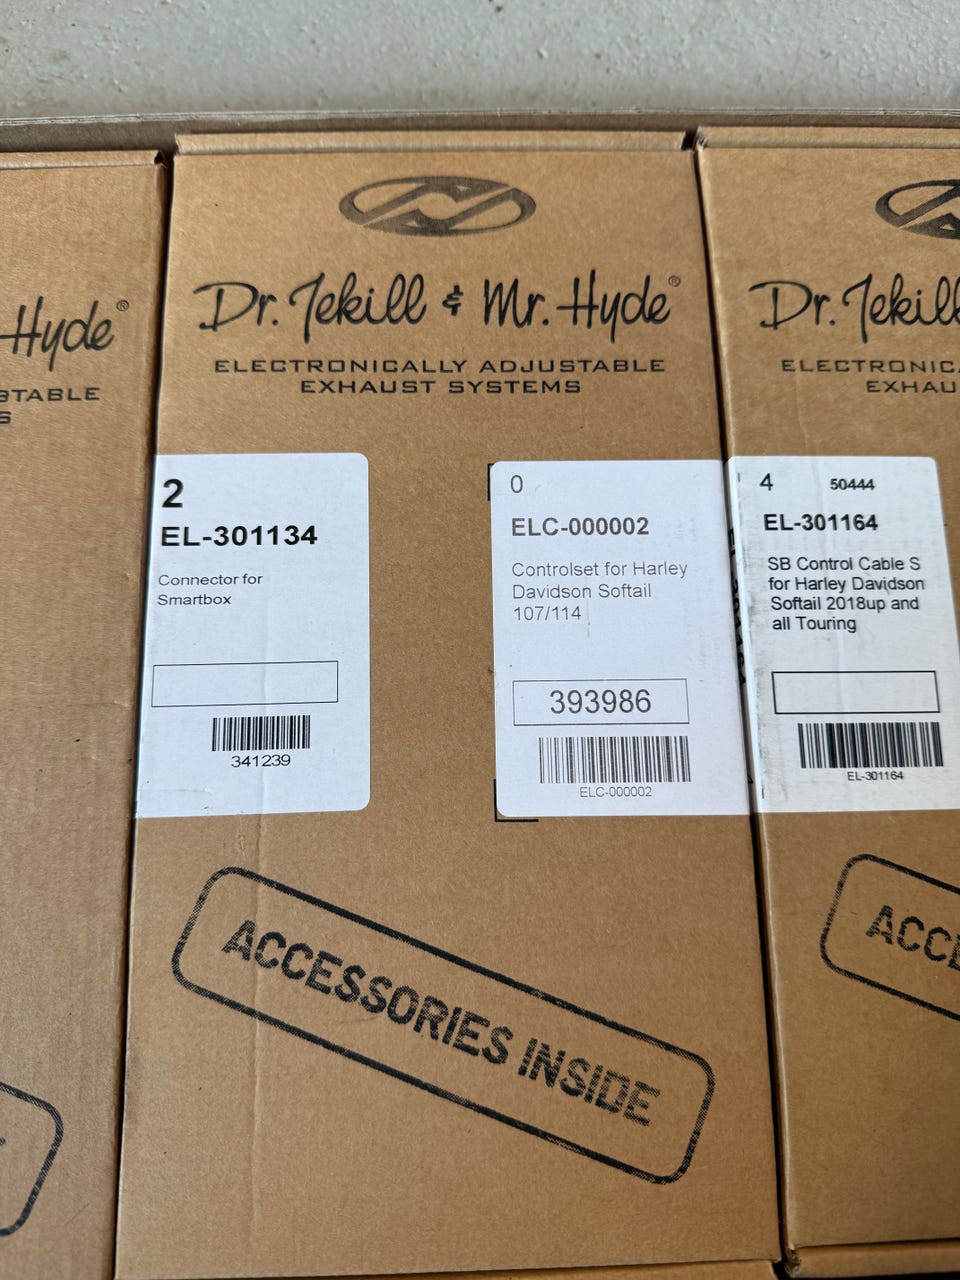 Hyde®
STABLE
S
Dr. Jekill & Mr. Hyde®
ELECTRONICALLY ADJUSTABLE
EXHAUST SYSTEMS
2
EL-301134
Connector for
Smartbox
341239
0
ELC-000002
Controlset for Harley
Davidson Softail
107/114
393986
ELC-000002
ACCESSORIES INSIDE
Dr. Jekill
ELECTRONICA
EXHAU
4 50444
EL-301164
SB Control Cable S
for Harley Davidson
Softail 2018up and
all Touring
EL-301164
ACCE